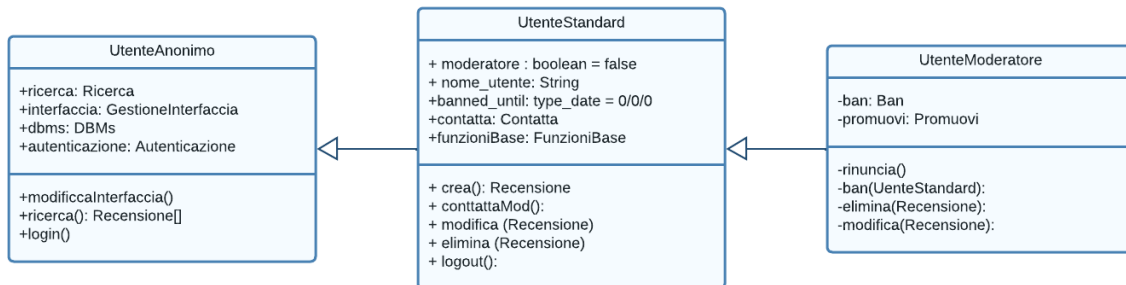 UtenteAnonimo
+ricerca: Ricerca
+interfaccia: GestioneInterfaccia
+dbms: DBMs
+autenticazione: Autenticazione
+modificcaInterfaccia()
+ricerca(): Recensione[]
+login()
UtenteStandard
+ moderatore : boolean = false
+ nome_utente: String
+banned_until: type_date = 0/0/0
+contatta: Contatta
+funzioniBase: FunzioniBase
+ crea(): Recensione
+ conttattaMod():
+ modifica (Recensione)
+ elimina (Recensione)
+ logout():
UtenteModeratore
-ban: Ban
-promuovi: Promuovi
-rinuncia()
-ban(UenteStandard):
-elimina(Recensione):
-modifica(Recensione):